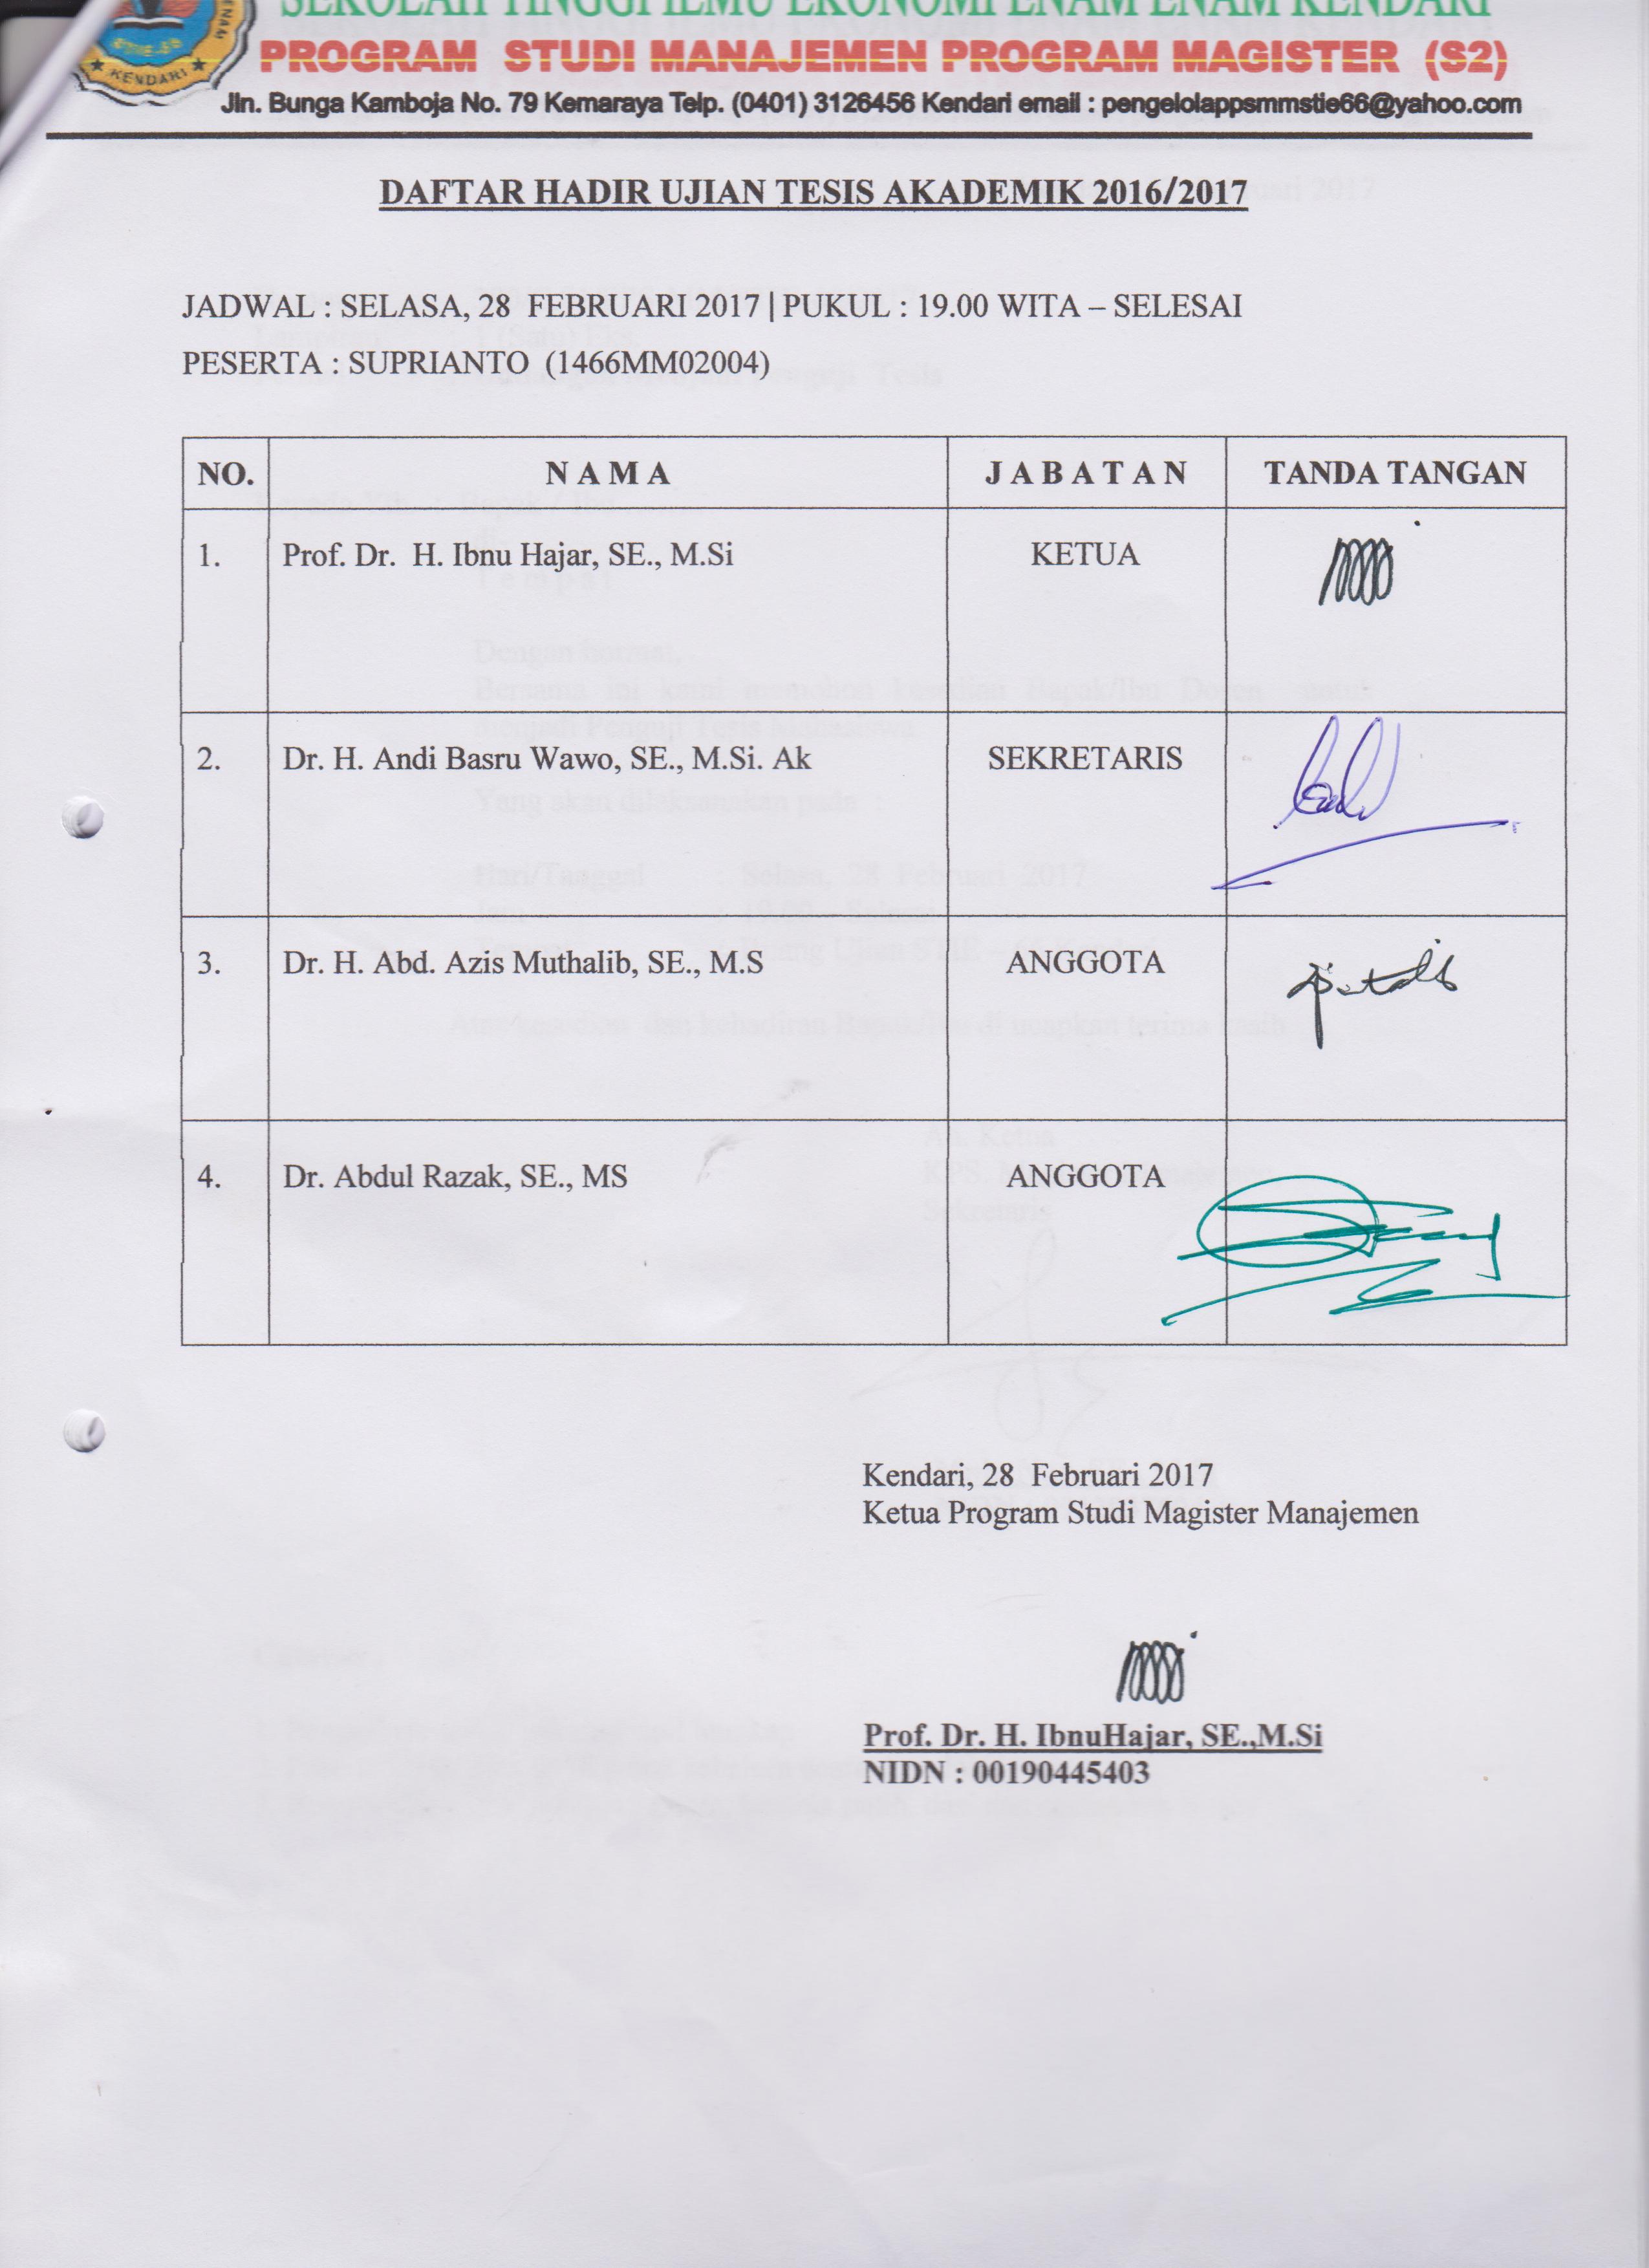 SEKOLAH TINGGI ILMU EKONOMI ENAM ENAM KENDARI
PROGRAM STUDI MANAJEMEN PROGRAM MAGISTER (S2)
Jln. Bunga Kamboja No. 79 Kemaraya Telp. (0401) 3126456 Kendari email : pengelolappsmmstie66@yahoo.com
ENAM
STIE-66
KENDARI
DAFTAR HADIR UJIAN TESIS AKADEMIK 2016/2017
JADWAL : SELASA, 28 FEBRUARI 2017 | PUKUL : 19.00 WITA – SELESAI
PESERTA : SUPRIANTO (1466MM02004)
NO. N A M A J A B A T A N TANDA TANGAN
1. Prof. Dr. H. Ibnu Hajar, SE., M.Si KETUA
2. Dr. H. Andi Basru Wawo, SE., M.Si. Ak SEKRETARIS
3. Dr. H. Abd. Azis Muthalib, SE., M.S ANGGOTA
4. Dr. Abdul Razak, SE., MS ANGGOTA
Kendari, 28 Februari 2017
Ketua Program Studi Magister Manajemen
Prof. Dr. H. IbnuHajar, SE.,M.Si
NIDN : 00190445403